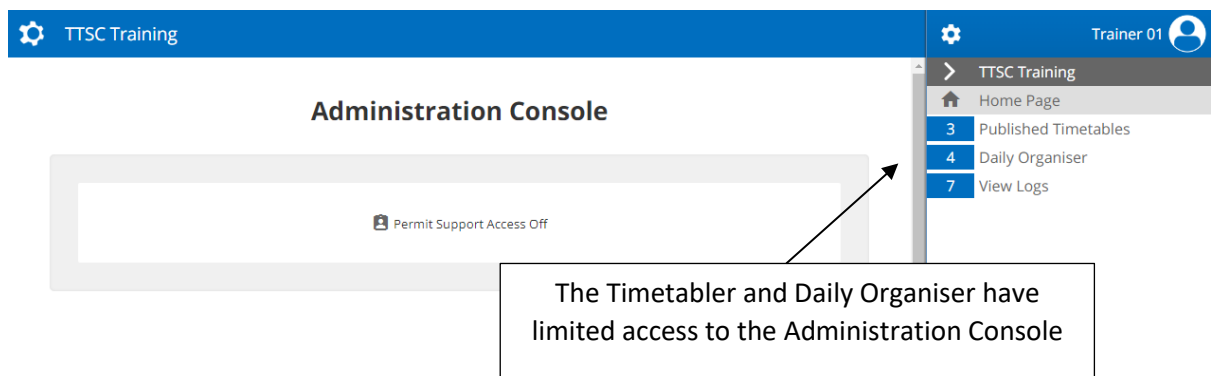 TTSC Training
Trainer 01
TTSC Training
Home Page
3 Published Timetables
4 Daily Organiser
7 View Logs
Administration Console
Permit Support Access Off
The Timetabler and Daily Organiser have
limited access to the Administration Console